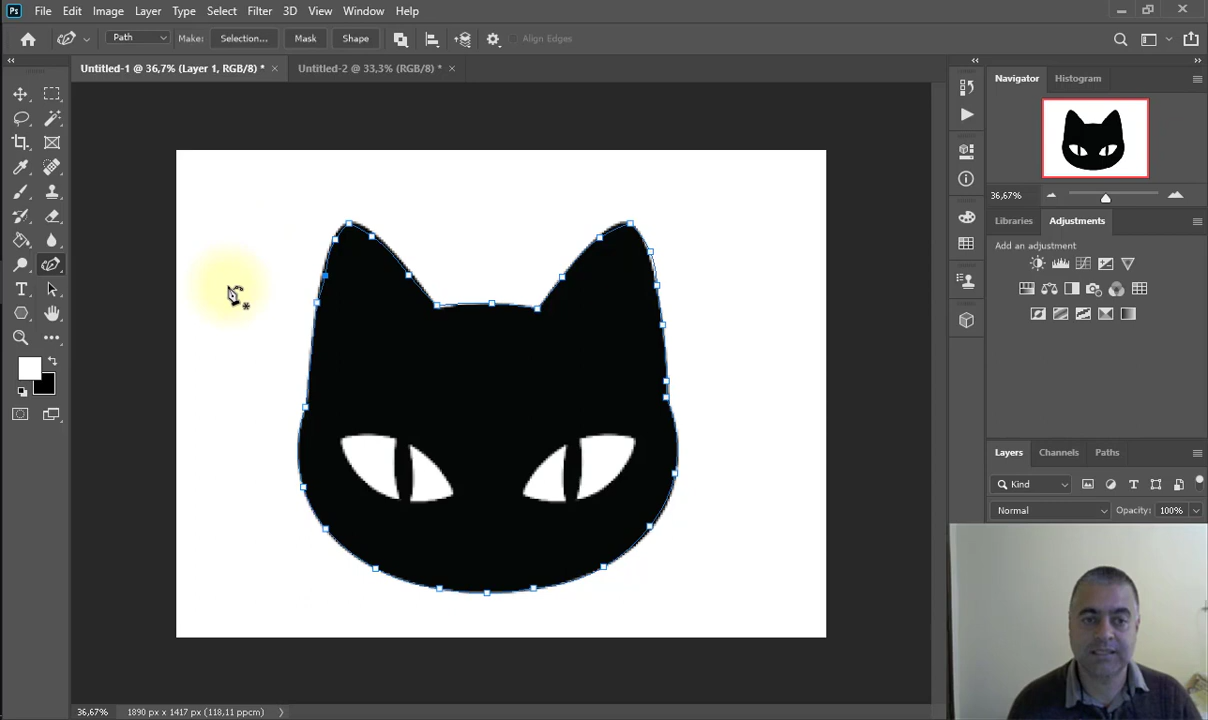 Ps File Edit Image Layer Type Select Filter 3D View Window Help
Path Make: Selection... Mask Shape Align Edges
Untitled-1 @ 36,7% (Layer 1, RGB/8) * × Untitled-2 @ 33,3% (RGB/8) * ×
Navigator Histogram
36,67%
Libraries Adjustments
Add an adjustment
Layers Channels Paths
Kind
Normal Opacity: 100%
36,67% 1890 px x 1417 px (118,11 ppcm)